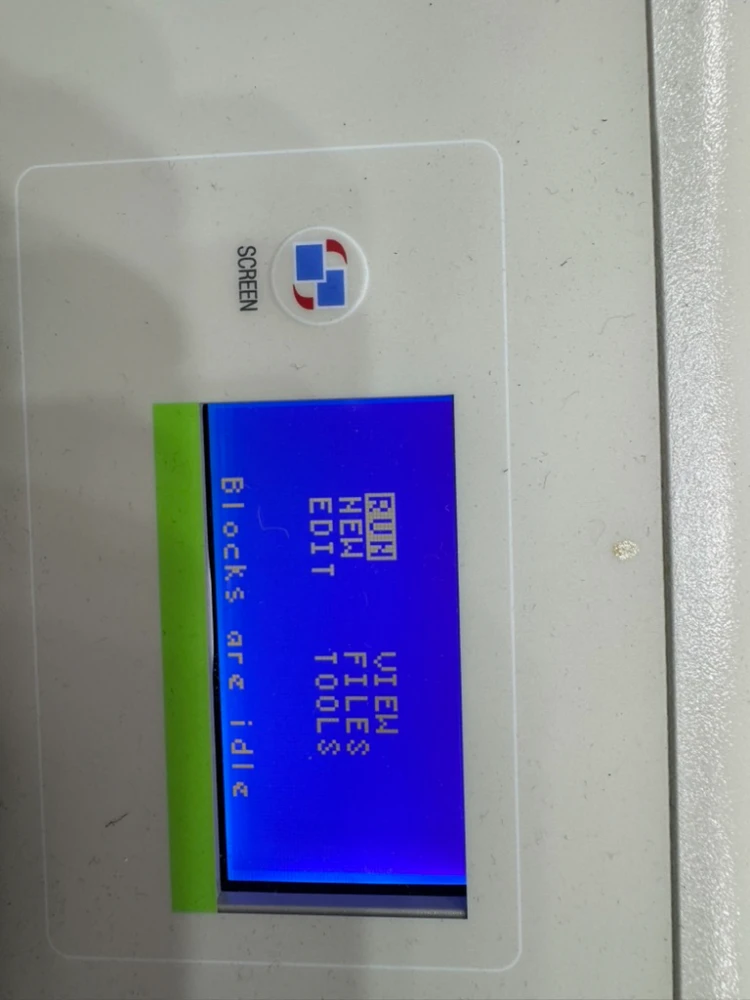 SCREEN
RUN VIEW
NEW FILES
EDIT TOOLS
Blocks are idle